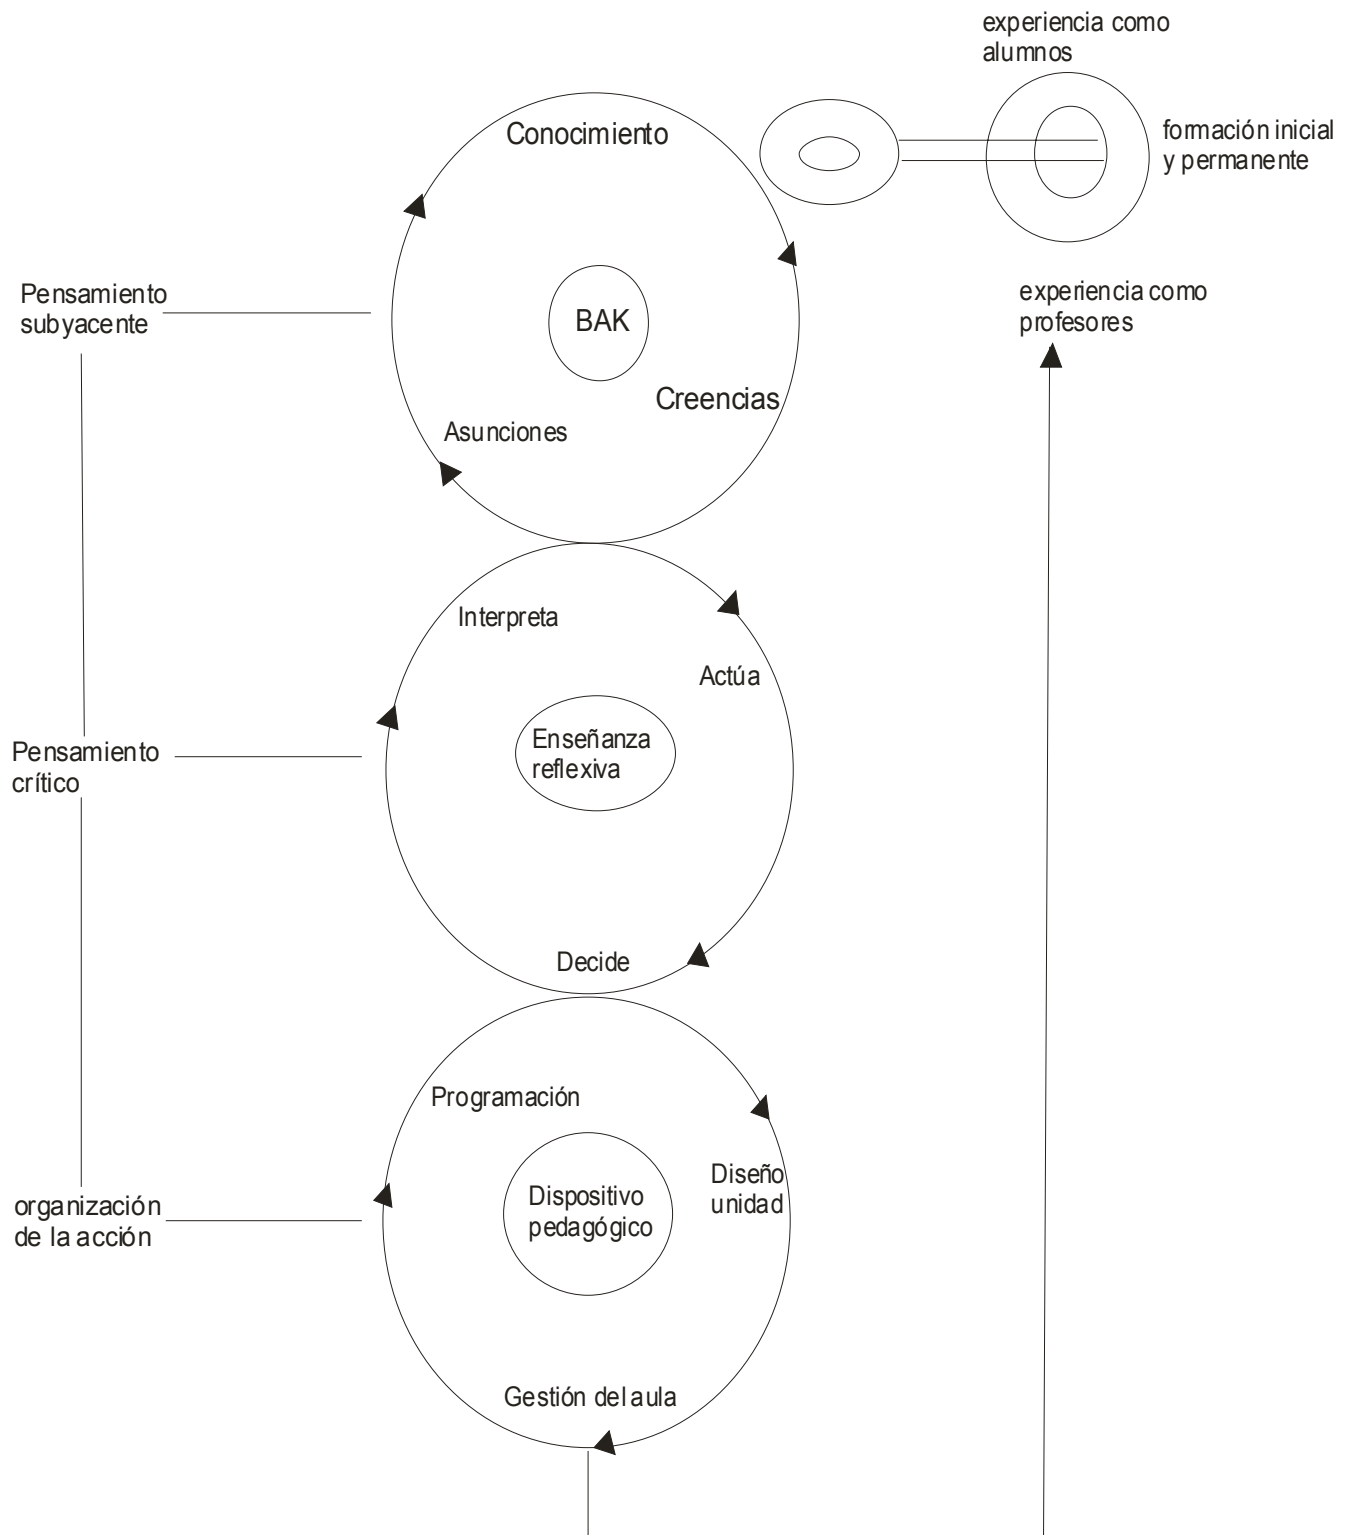 experiencia como
alumnos
Conocimiento
formación inicial
y permanente
Pensamiento
subyacente
BAK
experiencia como
profesores
Creencias
Asunciones
Interpreta
Actúa
Enseñanza
reflexiva
Pensamiento
crítico
Decide
Programación
Diseño
unidad
Dispositivo
pedagógico
organización
de la acción
Gestión del aula